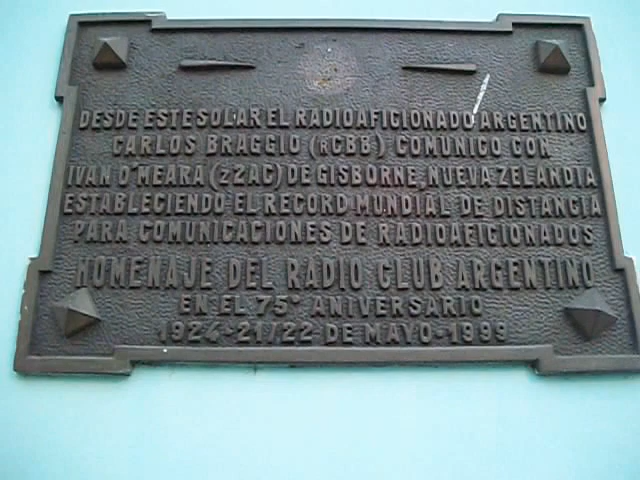 DESDE ESTE SOLAR EL RADIOAFICIONADO ARGENTINO
CARLOS BRAGGIO (RCB8) COMUNICO CON
IVAN O'MEARA (Z2AC) DE GISBORNE, NUEVA ZELANDIA
ESTABLECIENDO EL RECORD MUNDIAL DE DISTANCIA
PARA COMUNICACIONES DE RADIOAFICIONADOS
HOMENAJE DEL RADIO CLUB ARGENTINO
EN EL 75° ANIVERSARIO
1924-21/22 DE MAYO-1999